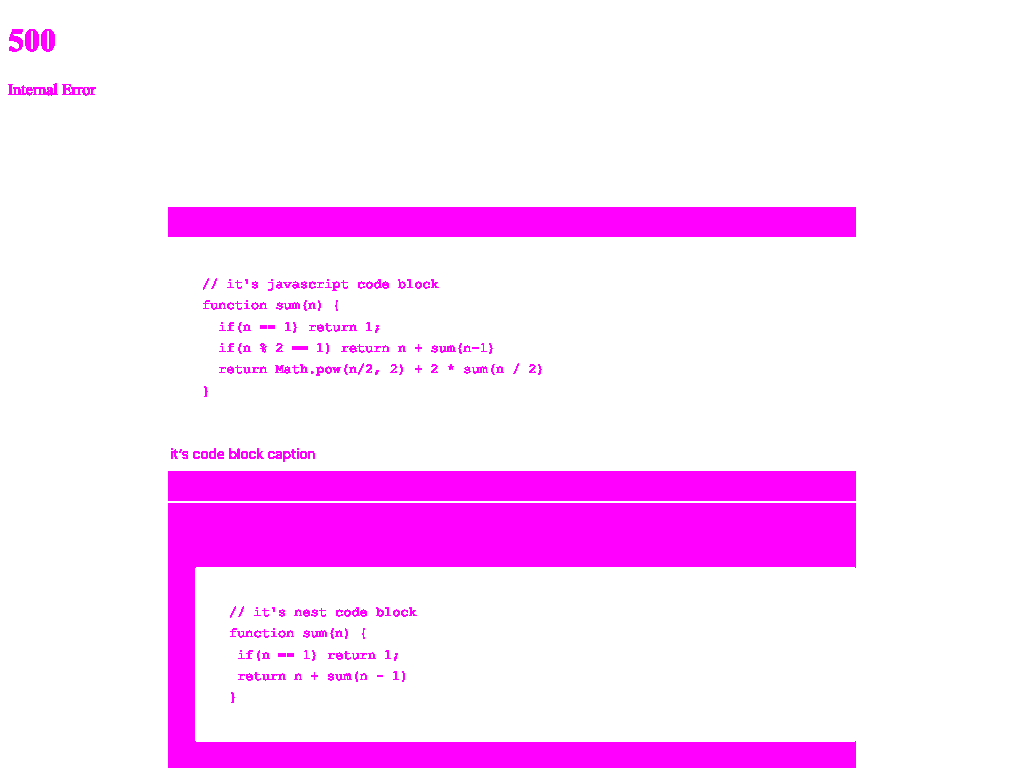 500
Internal Error
// it's javascript code block
function sum(n) {
  if(n == 1) return 1;
  if(n % 2 == 1) return n + sum(n-1)
  return Math.pow(n/2, 2) + 2 * sum(n / 2)
}
it's code block caption
// it's nest code block
function sum(n) {
 if(n == 1) return 1;
 return n + sum(n - 1)
}